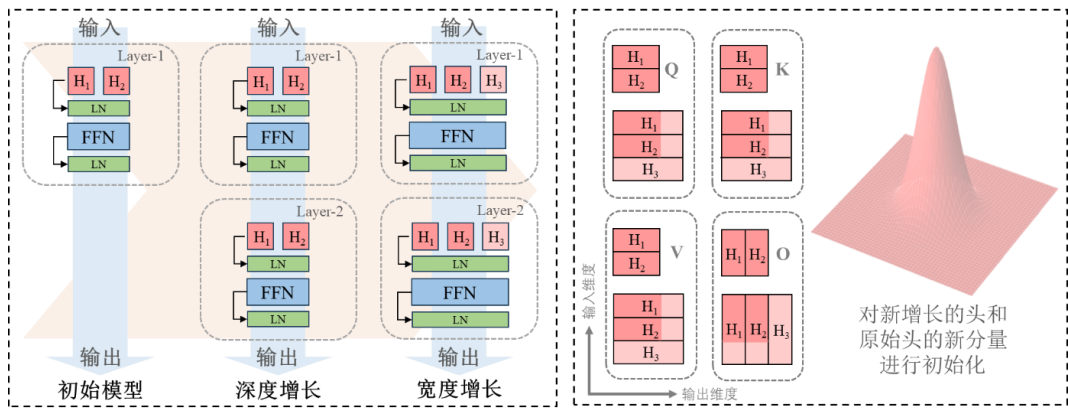 输入
输入
输入
Layer-1
H1 H2
LN
FFN
LN
Layer-1
H1 H2
LN
FFN
LN
Layer-1
H1 H2 H3
LN
FFN
LN
Layer-2
H1 H2
LN
FFN
LN
Layer-2
H1 H2 H3
LN
FFN
LN
输出
输出
输出
初始模型
深度增长
宽度增长
H1
H2
Q
H1
H2
H3
H1
H2
K
H1
H2
H3
H1
H2
V
H1
H2
H3
H1 H2
O
H1 H2 H3
输入维度
输出维度
对新增长的头和
原始头的新分量
进行初始化